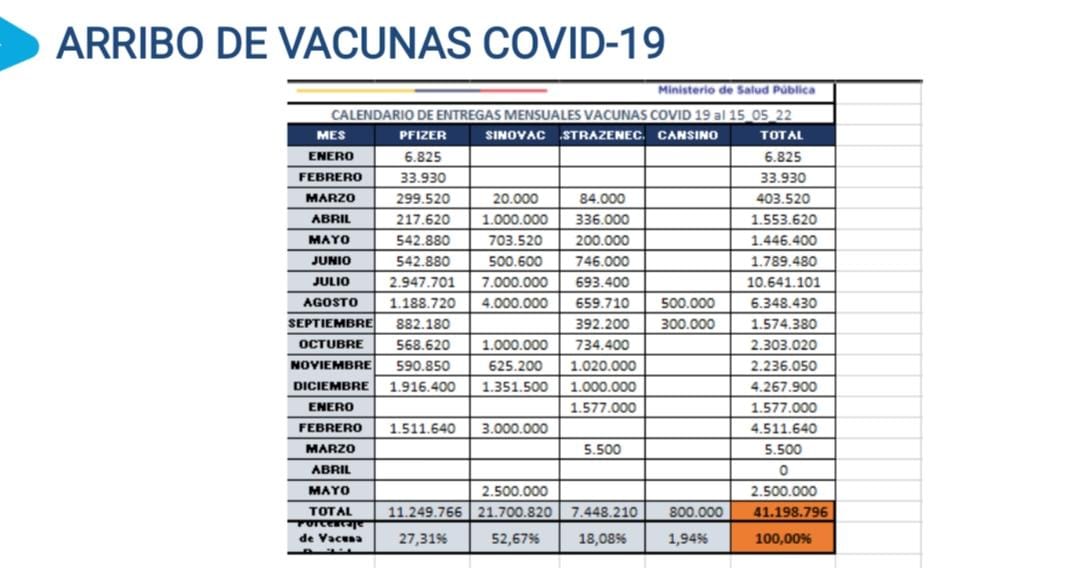 ARRIBO DE VACUNAS COVID-19
Ministerio de Salud Pública
CALENDARIO DE ENTREGAS MENSUALES VACUNAS COVID 19 al 15_05_22
MES PFIZER SINOVAC .STRAZENEC. CANSINO TOTAL
ENERO 6.825 6.825
FEBRERO 33.930 33.930
MARZO 299.520 20.000 84.000 403.520
ABRIL 217.620 1.000.000 336.000 1.553.620
MAYO 542.880 703.520 200.000 1.446.400
JUNIO 542.880 500.600 746.000 1.789.480
JULIO 2.947.701 7.000.000 693.400 10.641.101
AGOSTO 1.188.720 4.000.000 659.710 500.000 6.348.430
SEPTIEMBRE 882.180 392.200 300.000 1.574.380
OCTUBRE 568.620 1.000.000 734.400 2.303.020
NOVIEMBRE 590.850 625.200 1.020.000 2.236.050
DICIEMBRE 1.916.400 1.351.500 1.000.000 4.267.900
ENERO 1.577.000 1.577.000
FEBRERO 1.511.640 3.000.000 4.511.640
MARZO 5.500 5.500
ABRIL 0
MAYO 2.500.000 2.500.000
TOTAL 11.249.766 21.700.820 7.448.210 800.000 41.198.796
Porcentaje
de Vacuna 27,31% 52,67% 18,08% 1,94% 100,00%